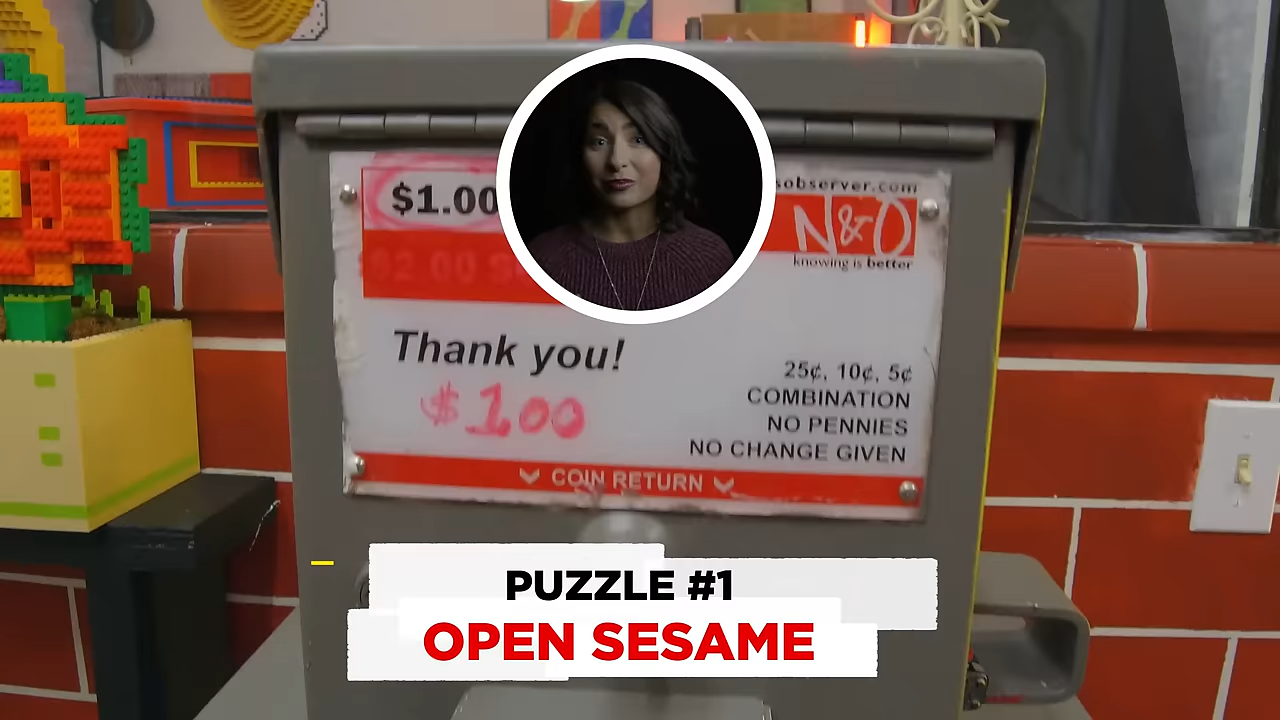 $1.00
sobserver.com
N&O
knowing is better
Thank you!
$1.00
25¢, 10¢, 5¢
COMBINATION
NO PENNIES
NO CHANGE GIVEN
COIN RETURN
PUZZLE #1
OPEN SESAME